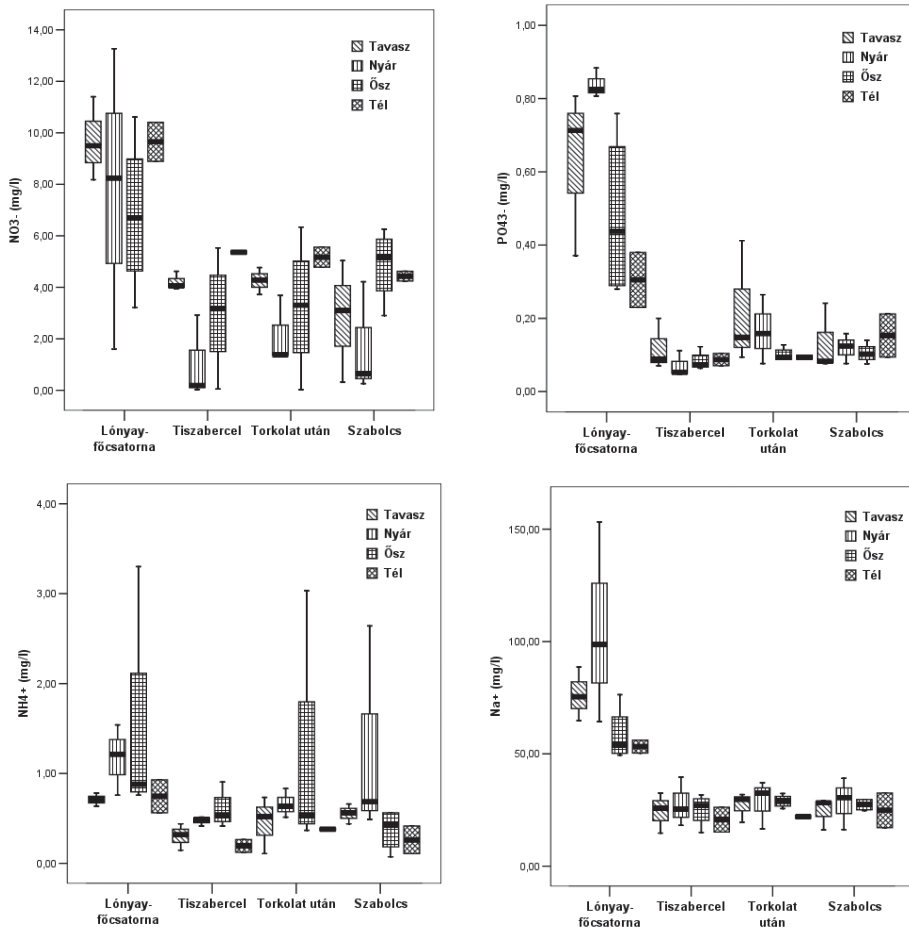 NO3- (mg/l)
14,00
12,00
10,00
8,00
6,00
4,00
2,00
0,00
Tavasz
Nyár
Ősz
Tél
Lónyay-
főcsatorna
Tiszabercel
Torkolat után
Szabolcs
PO43- (mg/l)
1,00
0,80
0,60
0,40
0,20
0,00
Tavasz
Nyár
Ősz
Tél
Lónyay-
főcsatorna
Tiszabercel
Torkolat
után
Szabolcs
NH4+ (mg/l)
4,00
3,00
2,00
1,00
0,00
Tavasz
Nyár
Ősz
Tél
Lónyay-
főcsatorna
Tiszabercel
Torkolat után
Szabolcs
Na+ (mg/l)
150,00
100,00
50,00
0,00
Tavasz
Nyár
Ősz
Tél
Lónyay-
főcsatorna
Tiszabercel
Torkolat után
Szabolcs